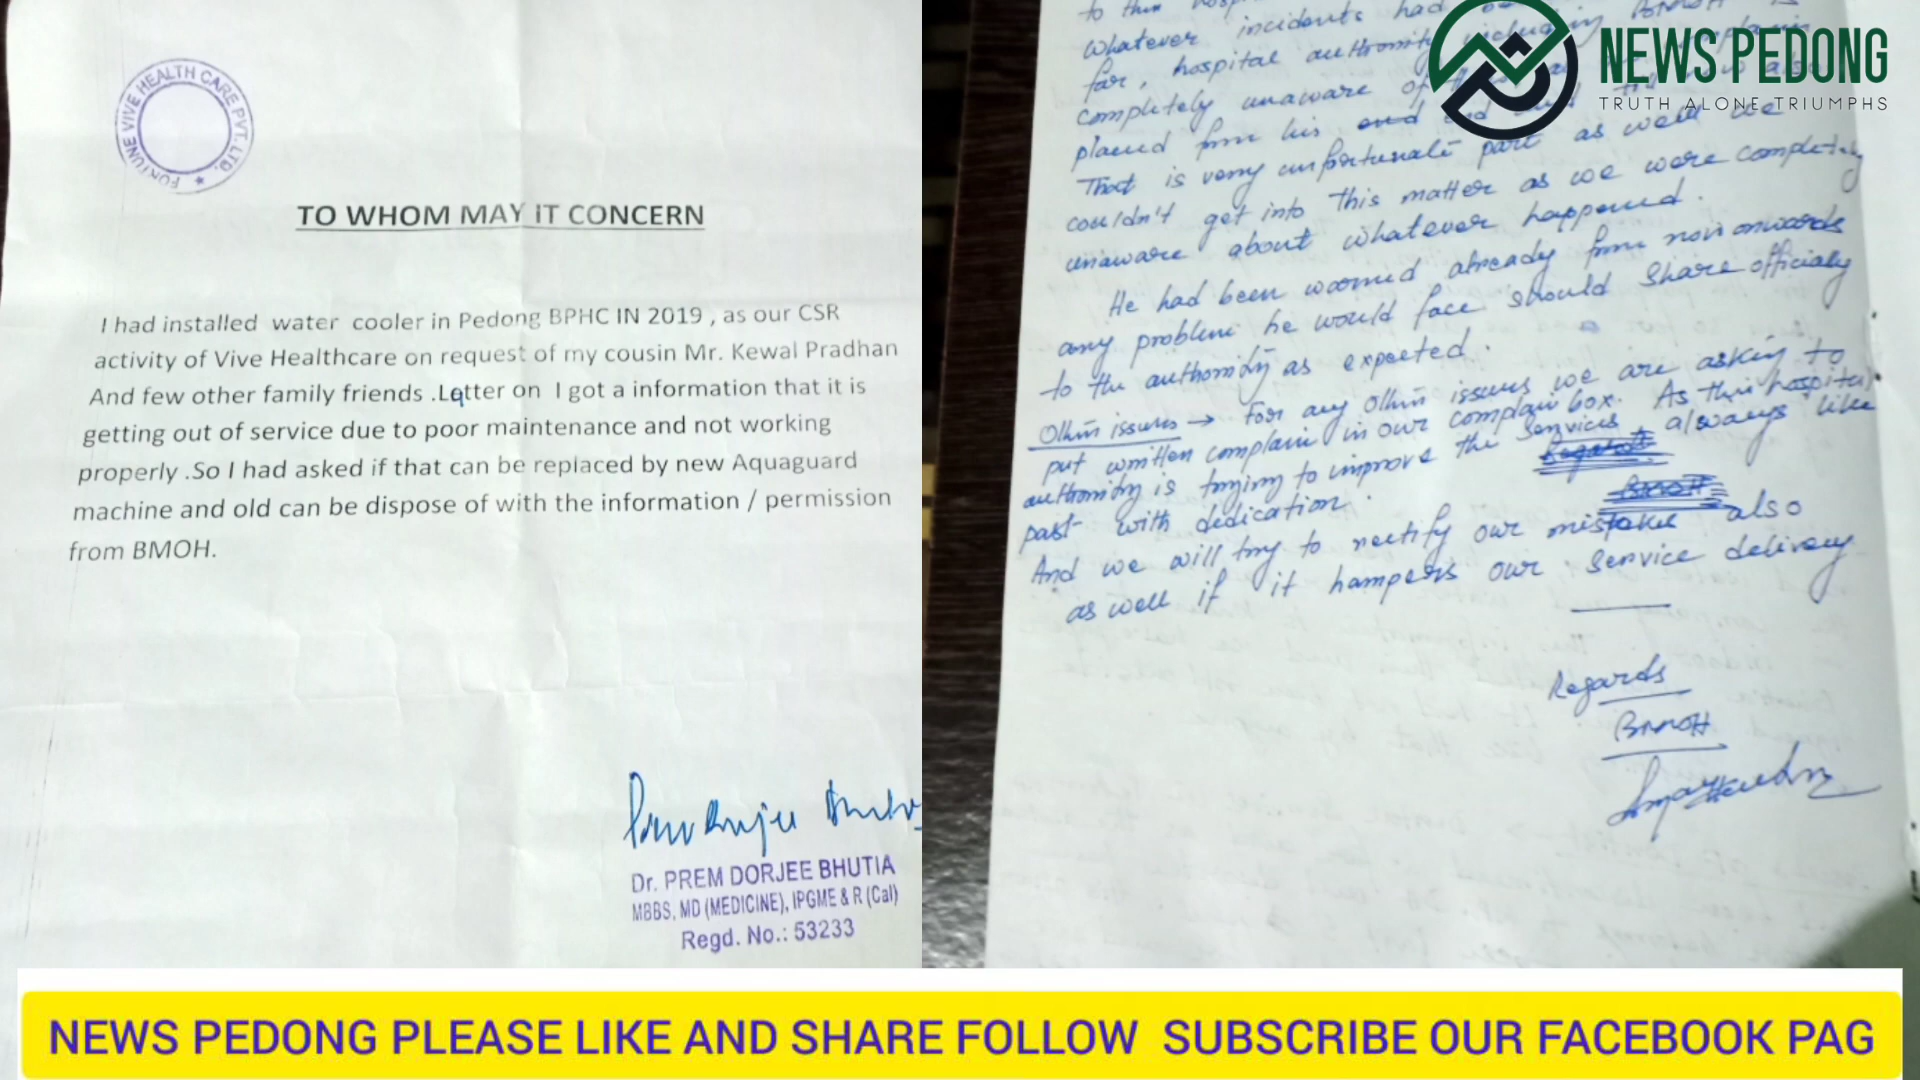 FORTUNE VIVE HEALTH CARE PVT. LTD.
TO WHOM MAY IT CONCERN
I had installed water cooler in Pedong BPHC IN 2019 , as our CSR
activity of Vive Healthcare on request of my cousin Mr. Kewal Pradhan
And few other family friends .Letter on I got a information that it is
getting out of service due to poor maintenance and not working
properly .So I had asked if that can be replaced by new Aquaguard
machine and old can be dispose of with the information / permission
from BMOH.
Dr. PREM DORJEE BHUTIA
MBBS, MD (MEDICINE), IPGME & R (Cal)
Regd. No.: 53233
to this
Whatever incidents had
far, hospital authority including BMOH is
completely unaware of
placed from his end
That is very unfortunate part as well we
couldn't get into this matter as we were completely
unaware about whatever happened.
He had been warned already from now onwards
any problem he would face should share officialy
to the authority as expected.
Other issues → For any other issues we are asking to
put written complain in our complain box. As this hospital
authority is trying to improve the services always like
past with dedication.
And we will try to rectify our mistake also
as well if it hampers our service delivery
Regards
BMOH
NEWS PEDONG
TRUTH ALONE TRIUMPHS
NEWS PEDONG PLEASE LIKE AND SHARE FOLLOW SUBSCRIBE OUR FACEBOOK PAG